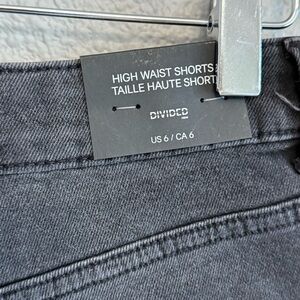 HIGH WAIST SHORTS
TAILLE HAUTE SHORT
DIVIDED
US 6 / CA 6